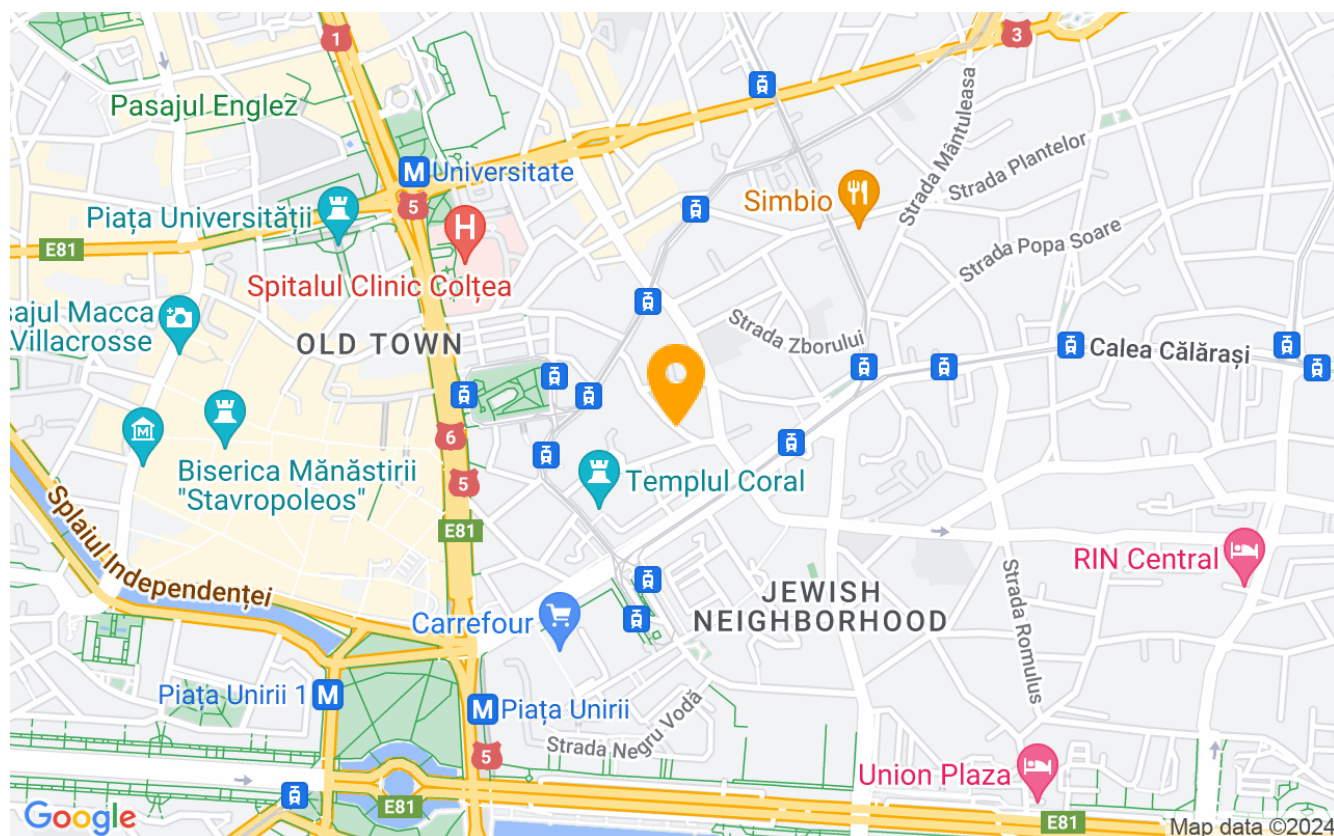 1
3
Pasajul Englez
Strada Mântuleasa
Strada Plantelor
M Universitate
5
Piața Universității
H
Simbio
E81
Strada Popa Soare
Spitalul Clinic Colțea
sajul Macca
Villacrosse
OLD TOWN
Strada Zborului
Calea Călărași
6
M
Biserica Mănăstirii
"Stavropoleos"
5
Templul Coral
E81
Splaiul Independenței
RIN Central
JEWISH
NEIGHBORHOOD
Strada Romulus
Carrefour
Piața Unirii 1 M
M Piața Unirii
Strada Negru Vodă
5
Union Plaza
E81
E81
Google
Map data ©2024